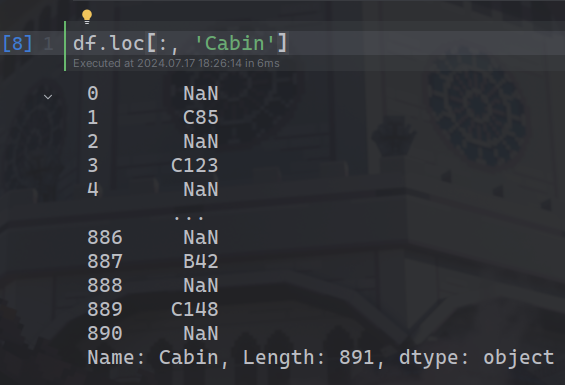 [8] 1 df.loc[:, 'Cabin']
Executed at 2024.07.17 18:26:14 in 6ms
0 NaN
1 C85
2 NaN
3 C123
4 NaN
...
886 NaN
887 B42
888 NaN
889 C148
890 NaN
Name: Cabin, Length: 891, dtype: object